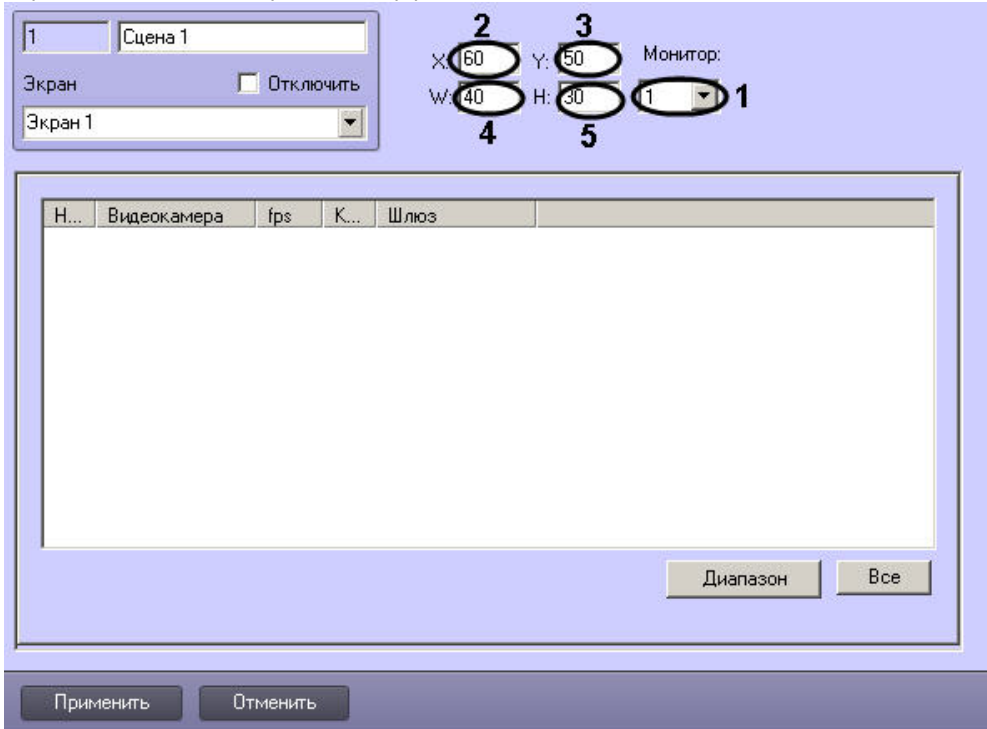 1 Сцена 1
Экран Отключить
Экран 1
2 3
X: 60 Y: 50 Монитор:
W: 40 H: 30 1 1
4 5
Н... Видеокамера fps К... Шлюз
Диапазон Все
Применить Отменить